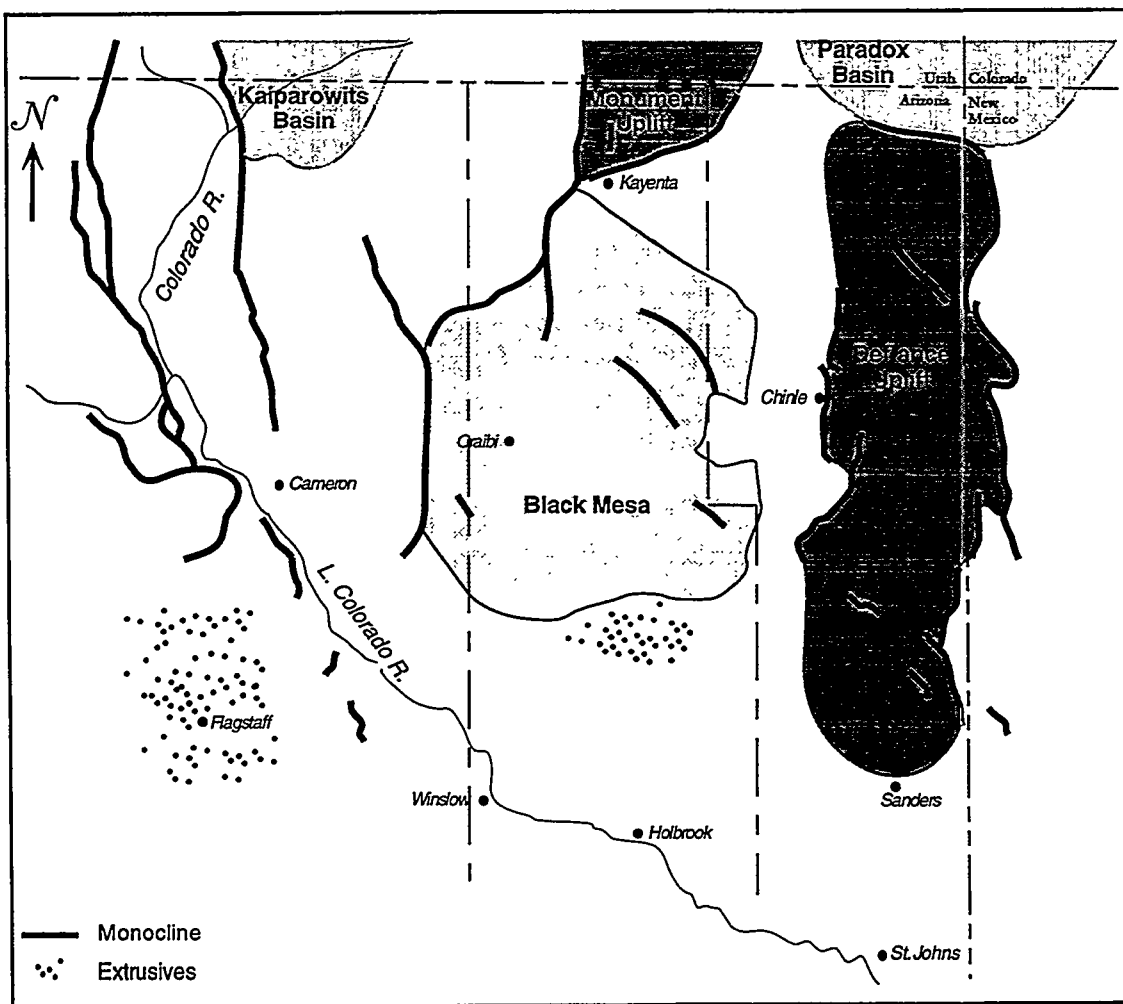 Paradox
Basin
Utah
Colorado
Arizona
New
Mexico
Kaiparowits
Basin
Monument
Uplift
N
Kayenta
Colorado R.
Defiance
Uplift
Chinle
Oraibi
Cameron
Black Mesa
L. Colorado R.
Flagstaff
Winslow
Sanders
Holbrook
St. Johns
Monocline
Extrusives